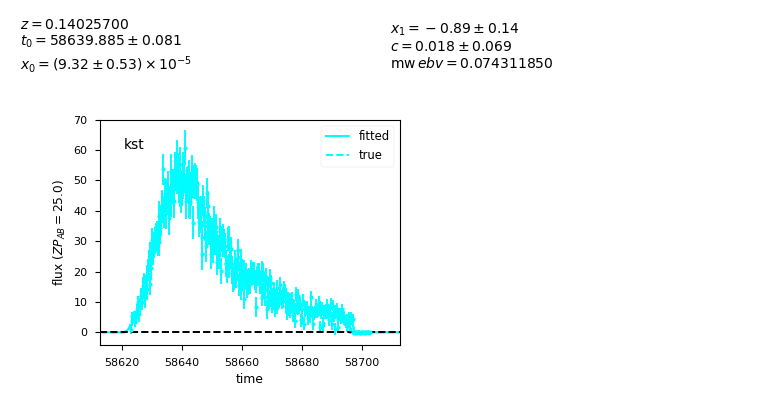 z = 0.14025700
t₀ = 58639.885 ± 0.081
x₀ = (9.32 ± 0.53) × 10⁻⁵
x₁ = −0.89 ± 0.14
c = 0.018 ± 0.069
mw ebv = 0.074311850
kst
fitted
true
flux (ZP_AB = 25.0)
70
60
50
40
30
20
10
0
58620 58640 58660 58680 58700
time